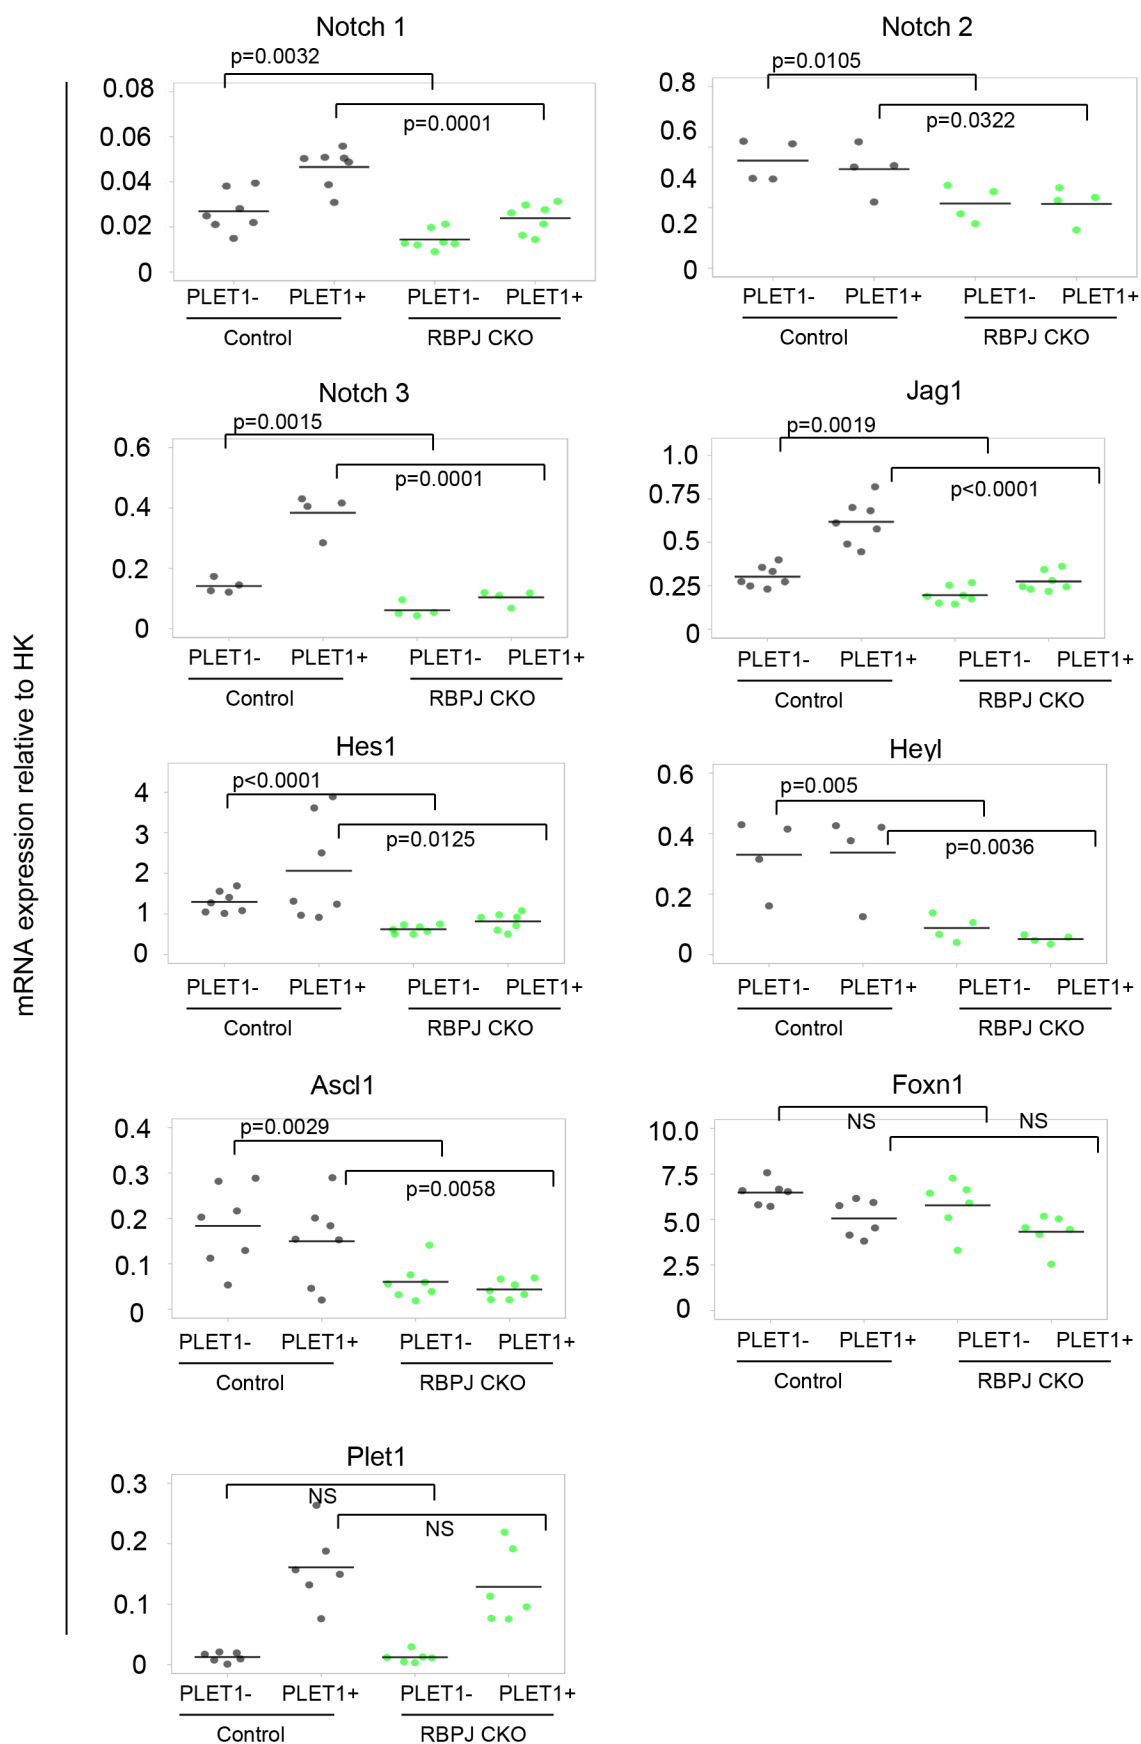 mRNA expression relative to HK
Notch 1
p=0.0032
p=0.0001
0.08
0.06
0.04
0.02
0
PLET1- PLET1+ PLET1- PLET1+
Control RBPJ CKO
Notch 2
p=0.0105
p=0.0322
0.8
0.6
0.4
0.2
0
PLET1- PLET1+ PLET1- PLET1+
Control RBPJ CKO
Notch 3
p=0.0015
p=0.0001
0.6
0.4
0.2
0
PLET1- PLET1+ PLET1- PLET1+
Control RBPJ CKO
Jag1
p=0.0019
p<0.0001
1.0
0.75
0.5
0.25
0
PLET1- PLET1+ PLET1- PLET1+
Control RBPJ CKO
Hes1
p<0.0001
p=0.0125
4
3
2
1
0
PLET1- PLET1+ PLET1- PLET1+
Control RBPJ CKO
Heyl
p=0.005
p=0.0036
0.6
0.4
0.2
0
PLET1- PLET1+ PLET1- PLET1+
Control RBPJ CKO
Ascl1
p=0.0029
p=0.0058
0.4
0.3
0.2
0.1
0
PLET1- PLET1+ PLET1- PLET1+
Control RBPJ CKO
Foxn1
NS NS
10.0
7.5
5.0
2.5
0
PLET1- PLET1+ PLET1- PLET1+
Control RBPJ CKO
Plet1
NS
NS
0.3
0.2
0.1
0
PLET1- PLET1+ PLET1- PLET1+
Control RBPJ CKO